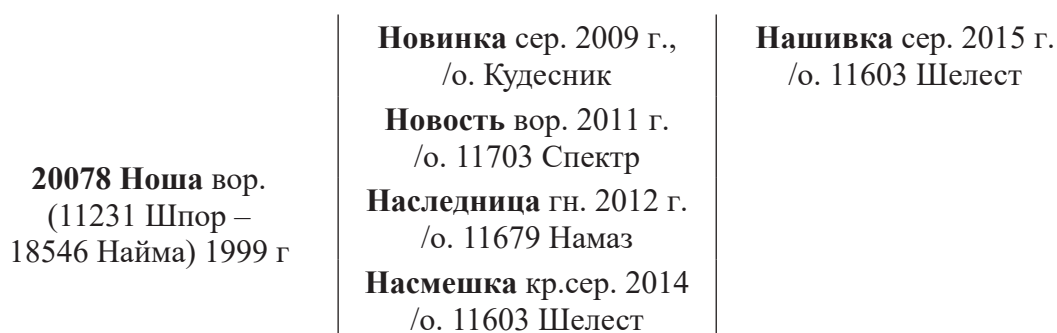 20078 Ноша вор.
(11231 Шпор –
18546 Найма) 1999 г
Новинка сер. 2009 г.,
/о. Кудесник
Новость вор. 2011 г.
/о. 11703 Спектр
Наследница гн. 2012 г.
/о. 11679 Намаз
Насмешка кр.сер. 2014
/о. 11603 Шелест
Нашивка сер. 2015 г.
/о. 11603 Шелест